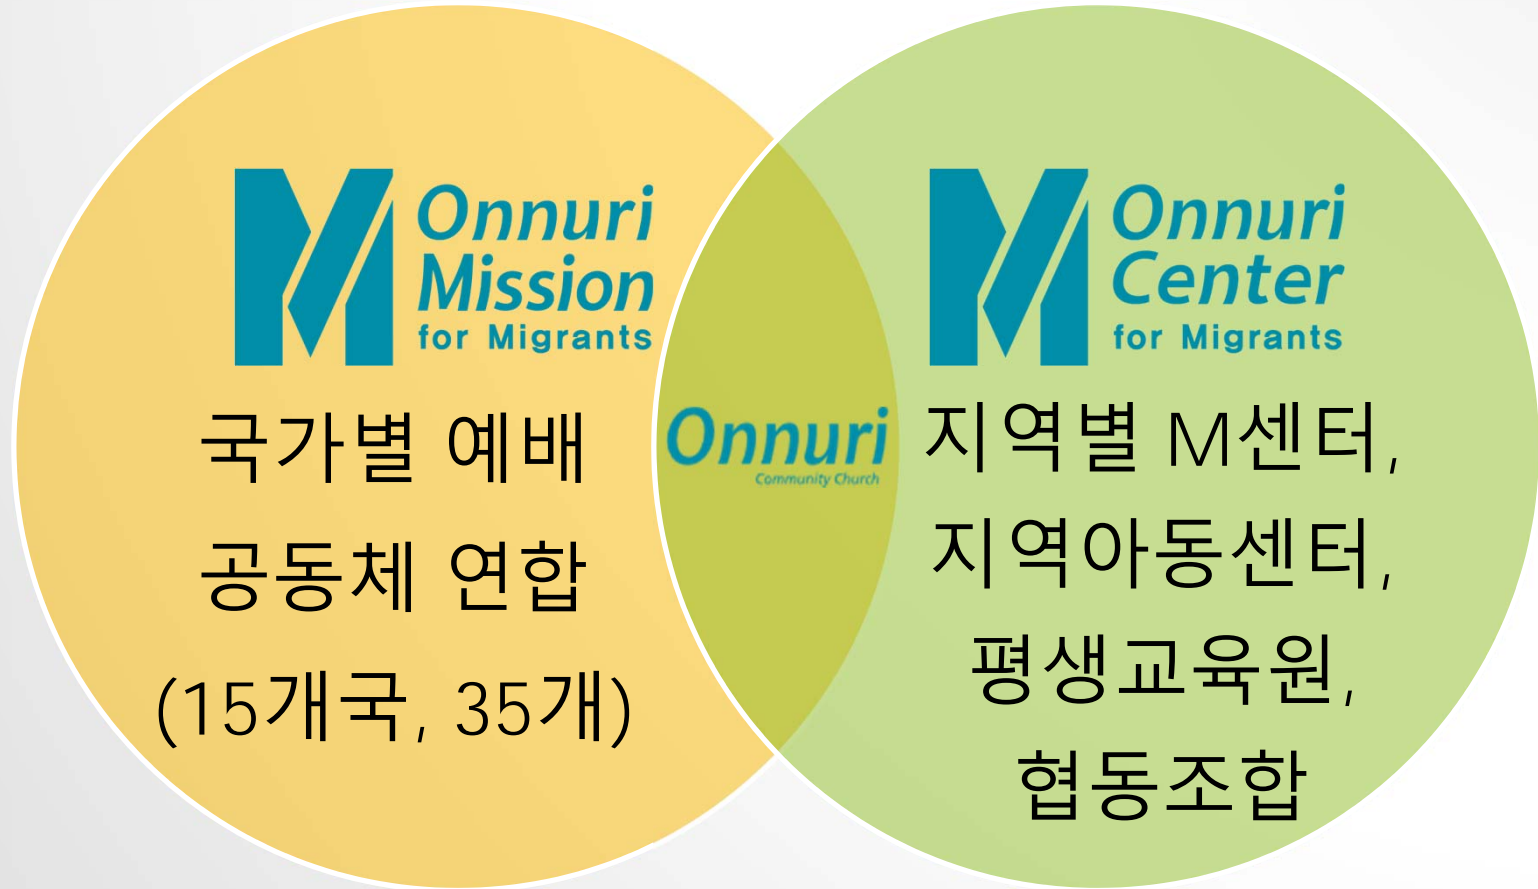 Onnuri
Mission
for Migrants
국가별 예배
공동체 연합
(15개국, 35개)
Onnuri
Community Church
Onnuri
Center
for Migrants
지역별 M센터,
지역아동센터,
평생교육원,
협동조합